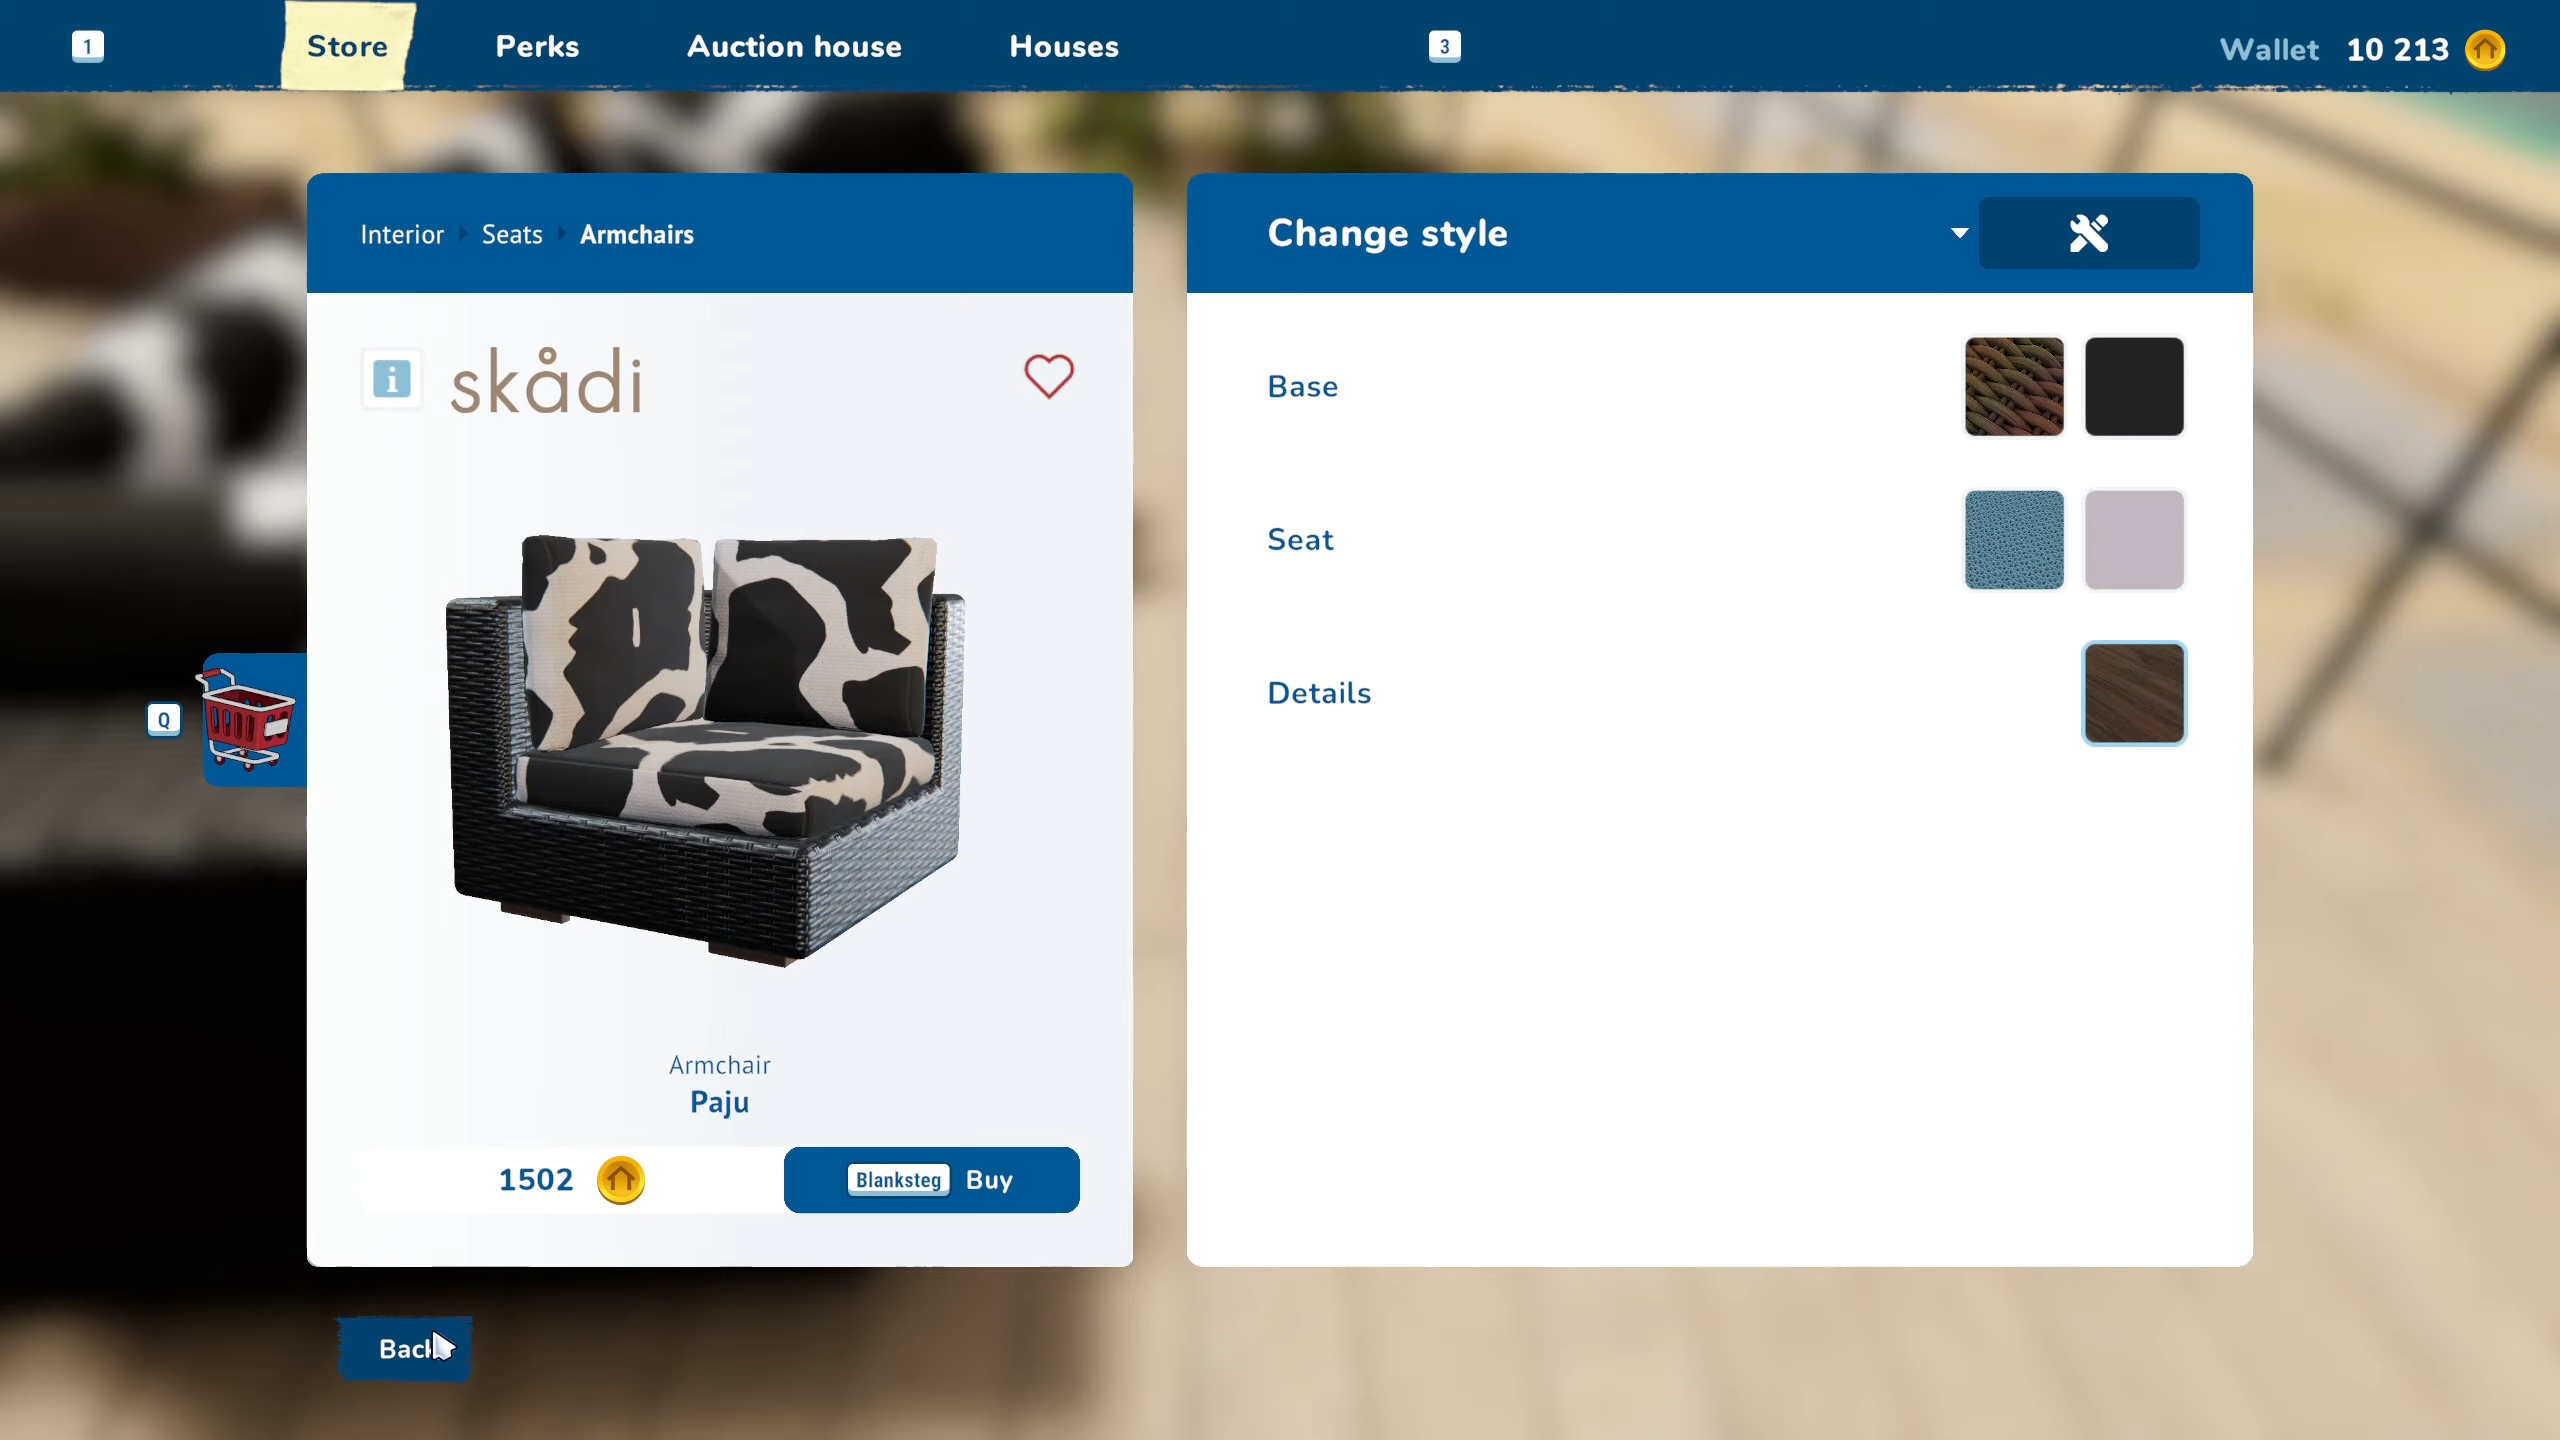 1
Store
Perks
Auction house
Houses
3
Wallet 10 213
Interior Seats Armchairs
i skådi
Change style
Base
Seat
Details
Q
Armchair
Paju
1502
Blanksteg Buy
Back